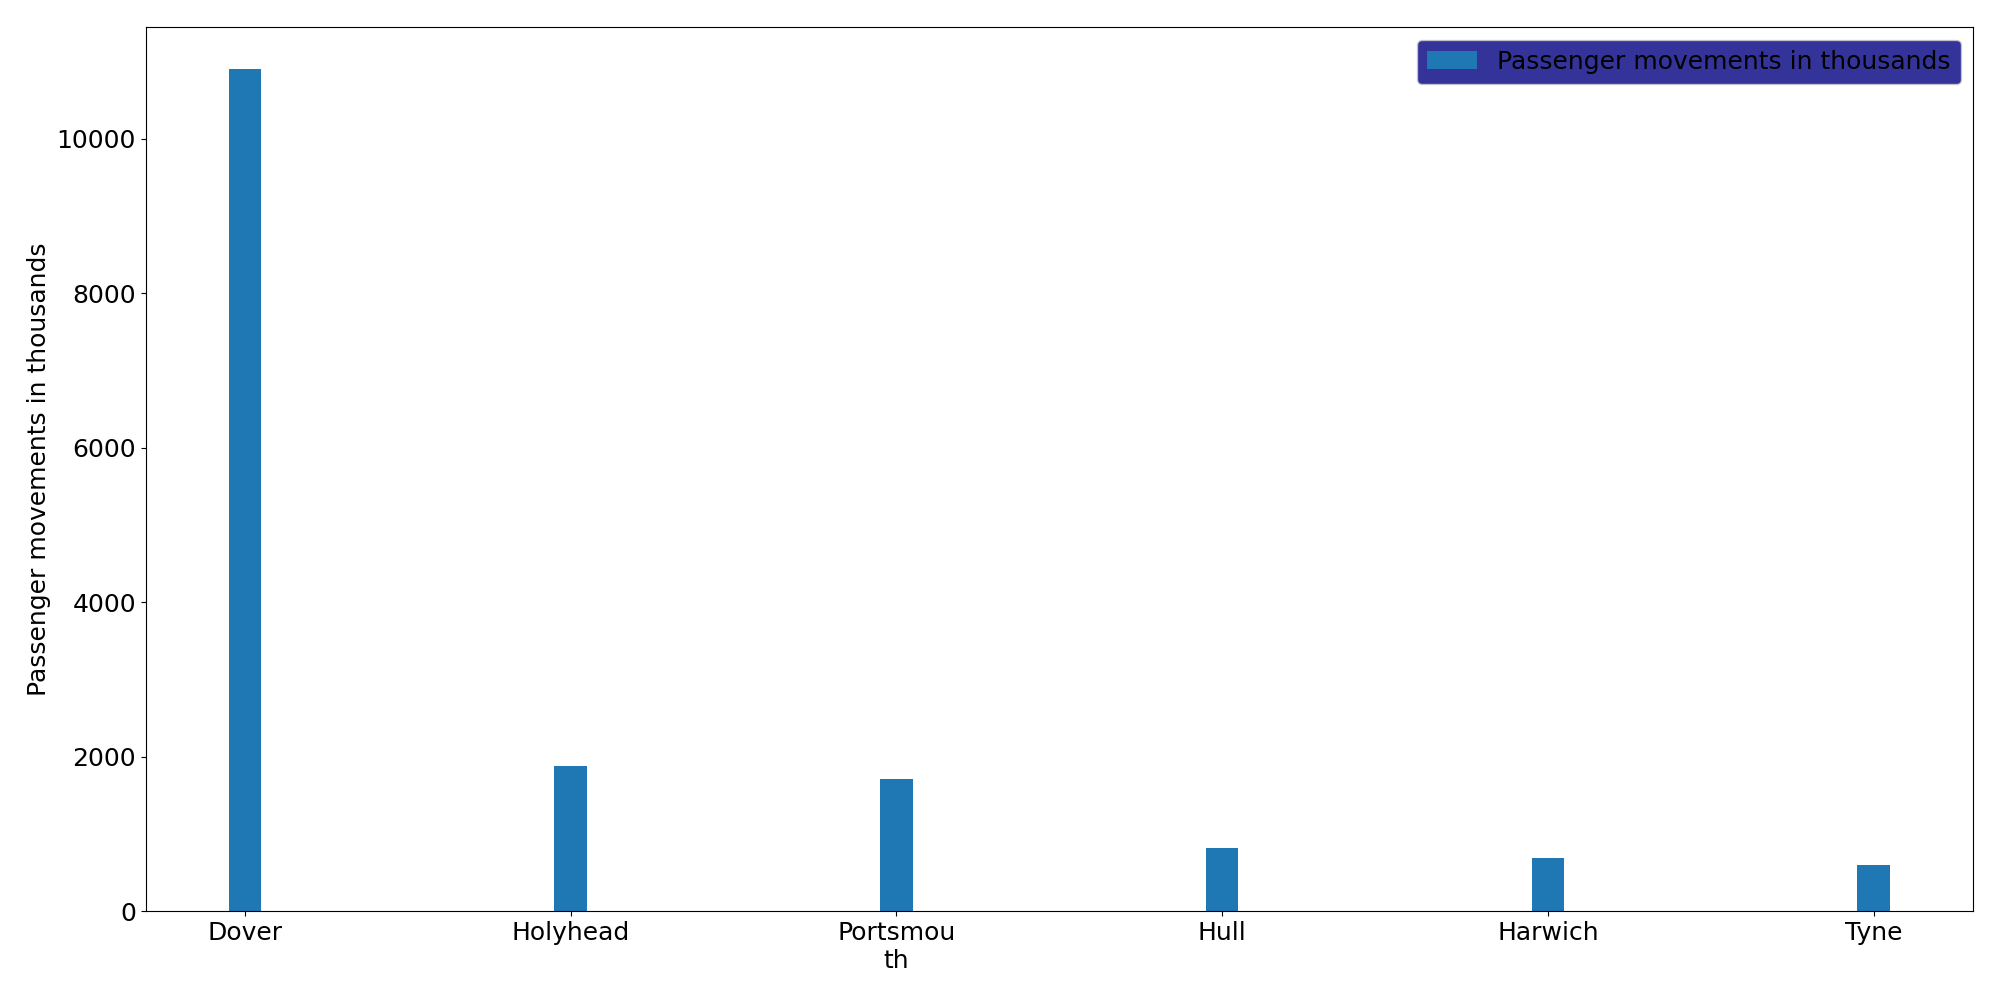 Passenger movements in thousands
10000
8000
6000
4000
2000
0
Passenger movements in thousands
Dover
Holyhead
Portsmou
th
Hull
Harwich
Tyne